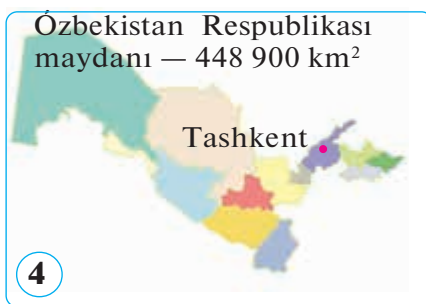 Ózbekistan Respublikası
maydanı — 448 900 km²
Tashkent
4